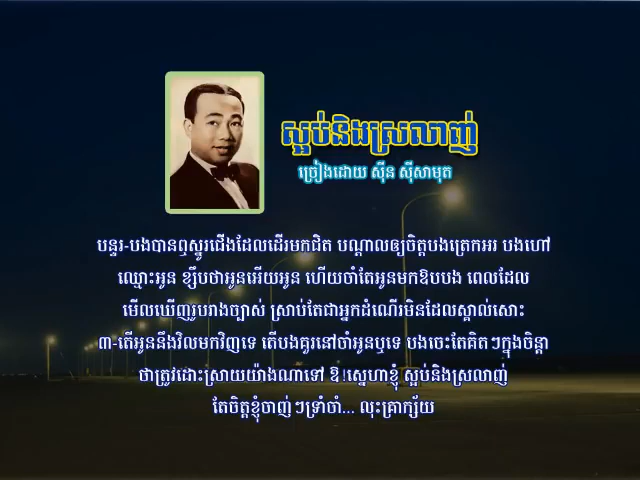 ស្អប់និងស្រលាញ់
ច្រៀងដោយ ស៊ីន ស៊ីសាមុត
បន្ទរ-បងបានឮស្នូរជើងដែលដើរមកជិត បណ្តាលឲ្យចិត្តបងត្រេកអរ បងហៅ
ឈ្មោះអូន ខ្សឹបថាអូនអើយអូន ហើយចាំតែអូនមកឱបបង ពេលដែល
មើលឃើញរូបរាងច្បាស់ ស្រាប់តែជាអ្នកដំណើរមិនដែលស្គាល់សោះ
៣-តើអូននឹងវិលមកវិញទេ តើបងគួរនៅចាំអូនឬទេ បងចេះតែគិតៗក្នុងចិន្តា
ថាត្រូវដោះស្រាយយ៉ាងណាទៅ ឱ!ស្នេហាខ្ញុំ ស្អប់និងស្រលាញ់
តែចិត្តខ្ញុំចាញ់ៗទ្រាំចាំ... លុះគ្រាក្ស័យ